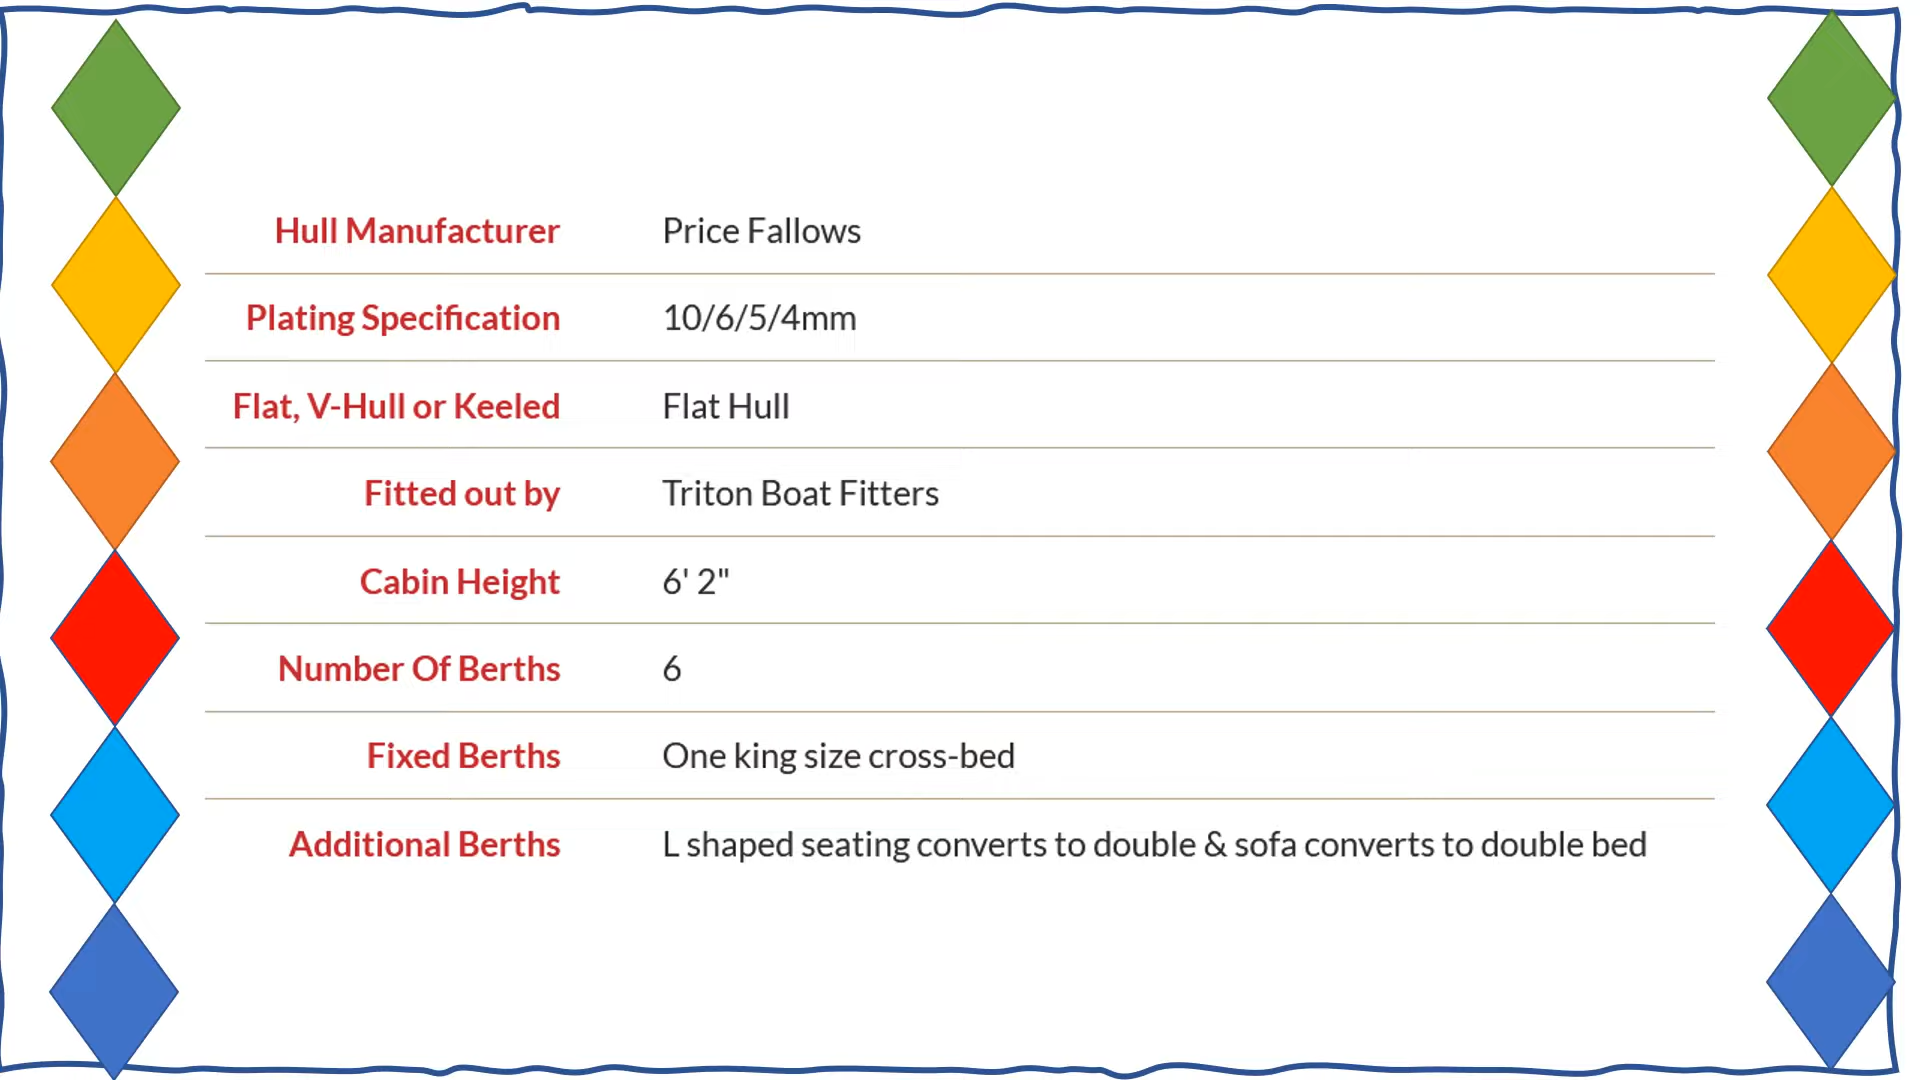 Hull Manufacturer Price Fallows
Plating Specification 10/6/5/4mm
Flat, V-Hull or Keeled Flat Hull
Fitted out by Triton Boat Fitters
Cabin Height 6' 2"
Number Of Berths 6
Fixed Berths One king size cross-bed
Additional Berths L shaped seating converts to double & sofa converts to double bed